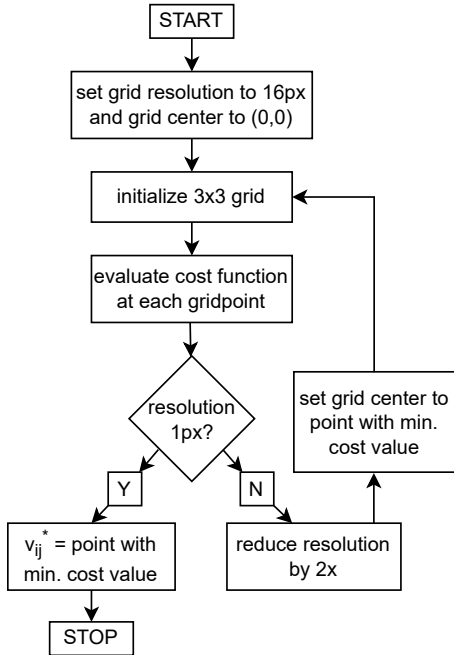 START
set grid resolution to 16px
and grid center to (0,0)
initialize 3x3 grid
evaluate cost function
at each gridpoint
resolution
1px?
Y
N
set grid center to
point with min.
cost value
v_ij^* = point with
min. cost value
reduce resolution
by 2x
STOP